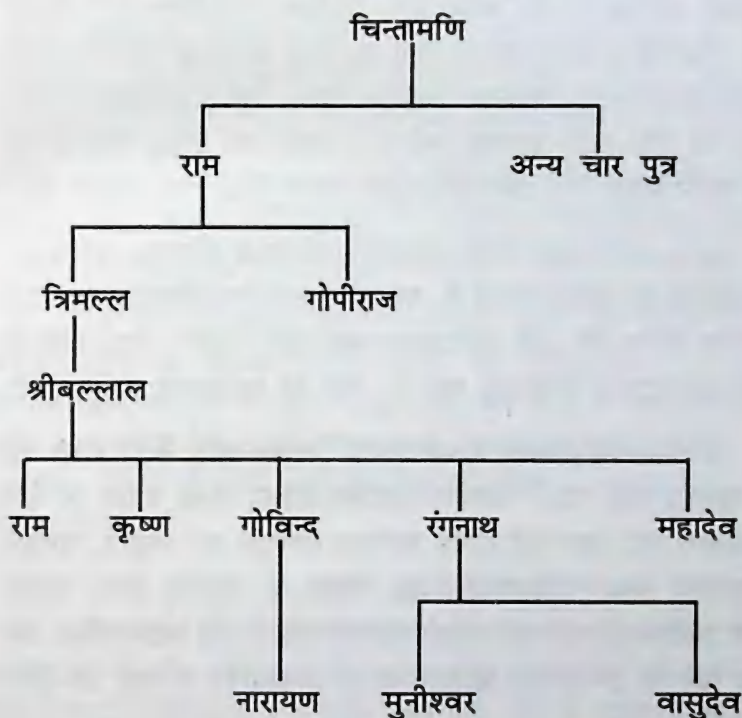 चिन्तामणि
राम अन्य चार पुत्र
त्रिमल्ल गोपीराज
श्रीबल्लाल
राम कृष्ण गोविन्द रंगनाथ महादेव
नारायण मुनीश्वर वासुदेव